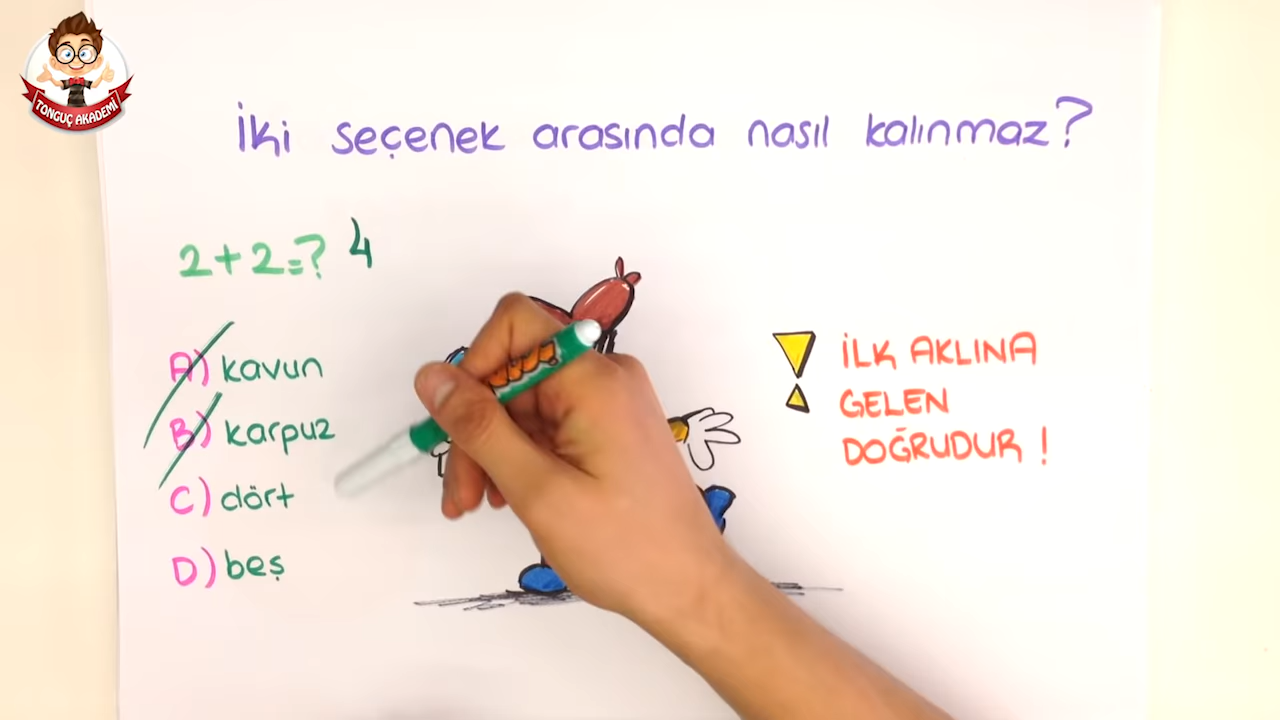 TONGUÇ AKADEMİ
İki seçenek arasında nasıl kalınmaz?
2+2=? 4
A) kavun
B) karpuz
C) dört
D) beş
İLK AKLINA
GELEN
DOĞRUDUR !